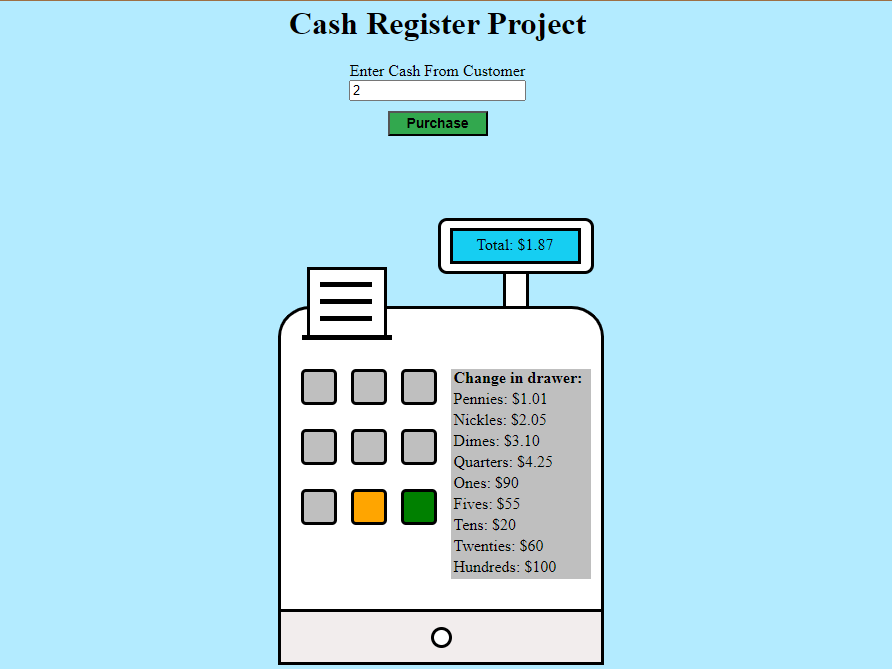 Cash Register Project
Enter Cash From Customer
2
Purchase
Total: $1.87
Change in drawer:
Pennies: $1.01
Nickles: $2.05
Dimes: $3.10
Quarters: $4.25
Ones: $90
Fives: $55
Tens: $20
Twenties: $60
Hundreds: $100